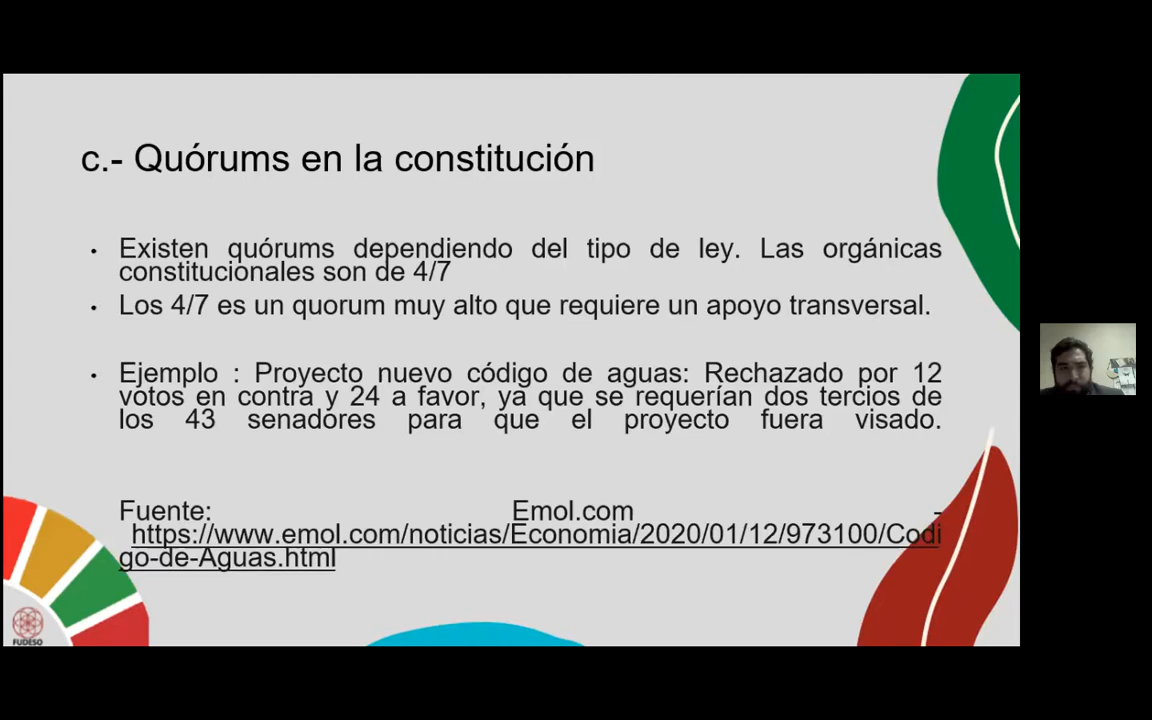 c.- Quórums en la constitución
• Existen quórums dependiendo del tipo de ley. Las orgánicas
constitucionales son de 4/7
• Los 4/7 es un quorum muy alto que requiere un apoyo transversal.
• Ejemplo : Proyecto nuevo código de aguas: Rechazado por 12
votos en contra y 24 a favor, ya que se requerían dos tercios de
los 43 senadores para que el proyecto fuera visado.
Fuente: Emol.com -
https://www.emol.com/noticias/Economia/2020/01/12/973100/Codi
go-de-Aguas.html
FUDESO